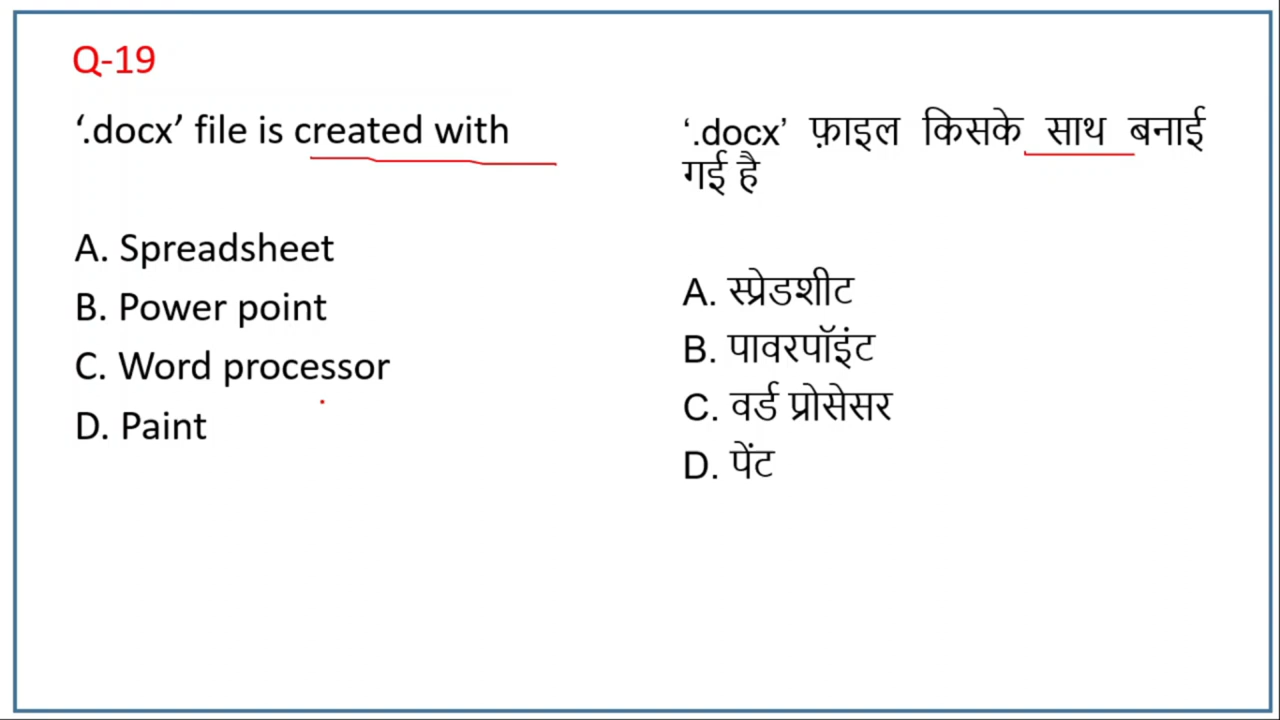 Q-19
‘.docx’ file is created with
A. Spreadsheet
B. Power point
C. Word processor
D. Paint
‘.docx’ फ़ाइल किसके साथ बनाई
गई है
A. स्प्रेडशीट
B. पावरपॉइंट
C. वर्ड प्रोसेसर
D. पेंट